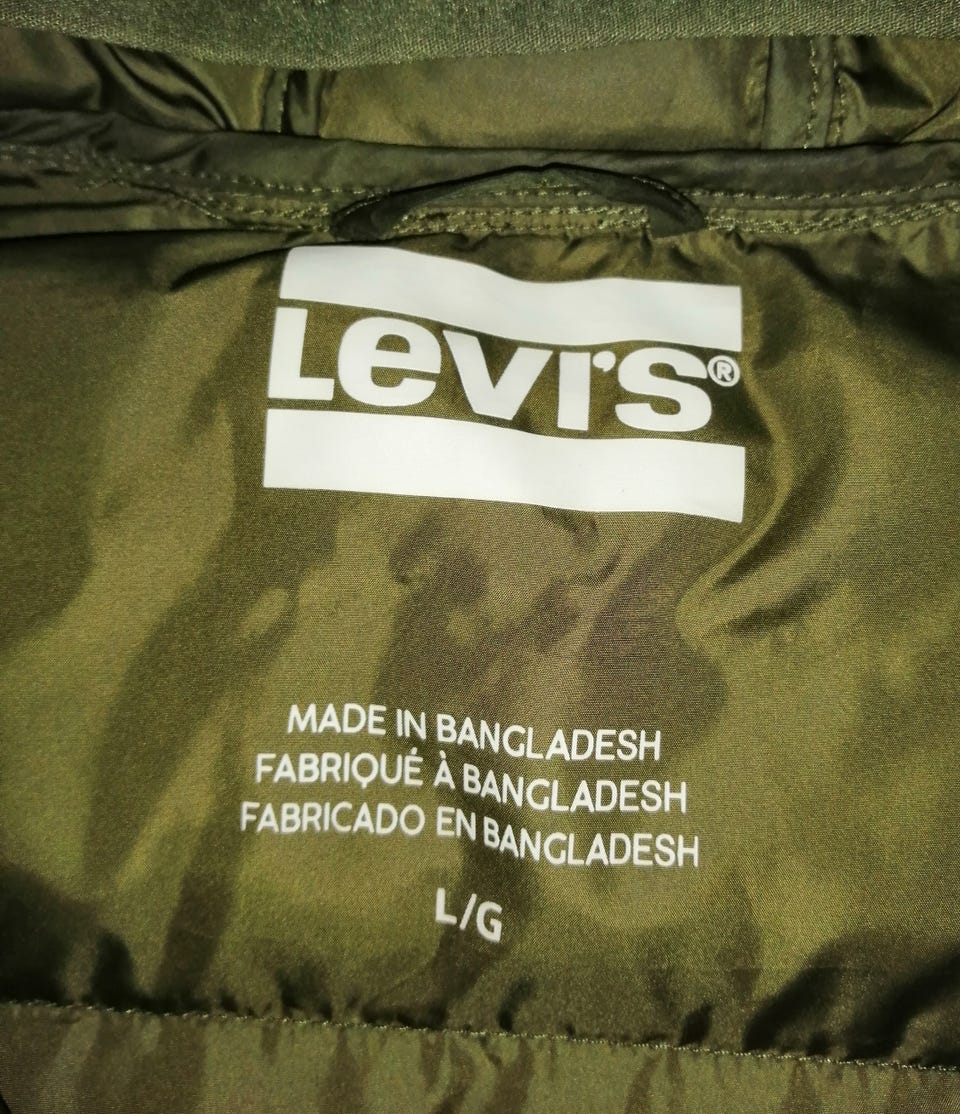 Levi's®
MADE IN BANGLADESH
FABRIQUÉ À BANGLADESH
FABRICADO EN BANGLADESH
L/G